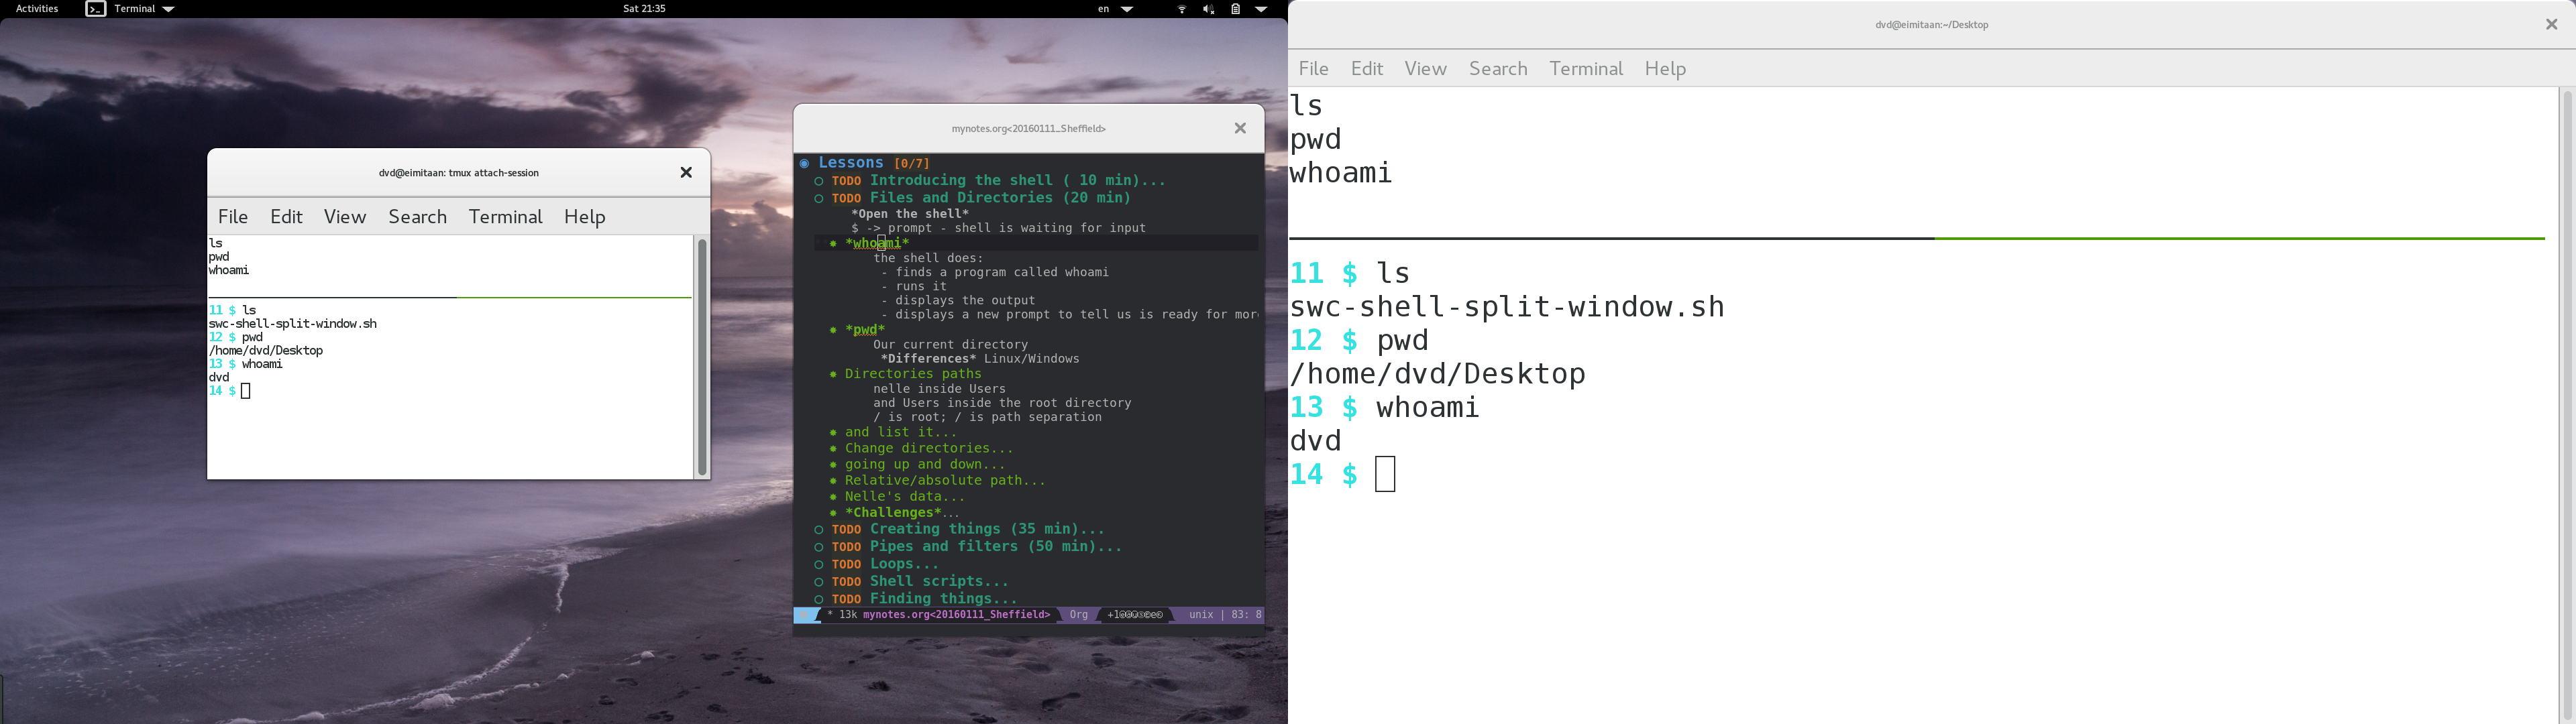 Activities Terminal Sat 21:35 en
dvd@eimitaan: tmux attach-session
File Edit View Search Terminal Help
ls
pwd
whoami
11 $ ls
swc-shell-split-window.sh
12 $ pwd
/home/dvd/Desktop
13 $ whoami
dvd
14 $
mynotes.org<20160111_Sheffield>
Lessons [0/7]
TODO Introducing the shell ( 10 min)...
TODO Files and Directories (20 min)
*Open the shell*
$ -> prompt - shell is waiting for input
*whoami*
the shell does:
- finds a program called whoami
- runs it
- displays the output
- displays a new prompt to tell us is ready for more
*pwd*
Our current directory
*Differences* Linux/Windows
Directories paths
nelle inside Users
and Users inside the root directory
/ is root; / is path separation
and list it...
Change directories...
going up and down...
Relative/absolute path...
Nelle's data...
*Challenges*...
TODO Creating things (35 min)...
TODO Pipes and filters (50 min)...
TODO Loops...
TODO Shell scripts...
TODO Finding things...
* 13k mynotes.org<20160111_Sheffield> Org unix | 83: 8
dvd@eimitaan:~/Desktop
File Edit View Search Terminal Help
ls
pwd
whoami
11 $ ls
swc-shell-split-window.sh
12 $ pwd
/home/dvd/Desktop
13 $ whoami
dvd
14 $